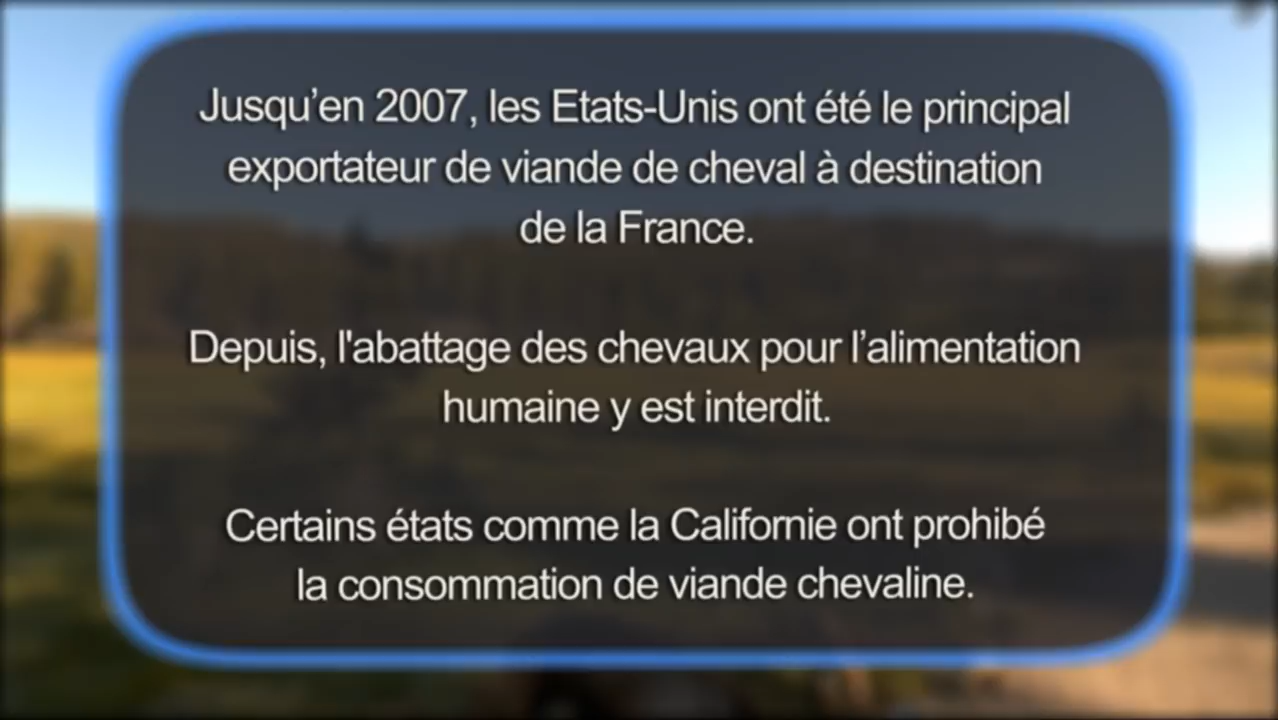 Jusqu’en 2007, les Etats-Unis ont été le principal
exportateur de viande de cheval à destination
de la France.
Depuis, l'abattage des chevaux pour l’alimentation
humaine y est interdit.
Certains états comme la Californie ont prohibé
la consommation de viande chevaline.